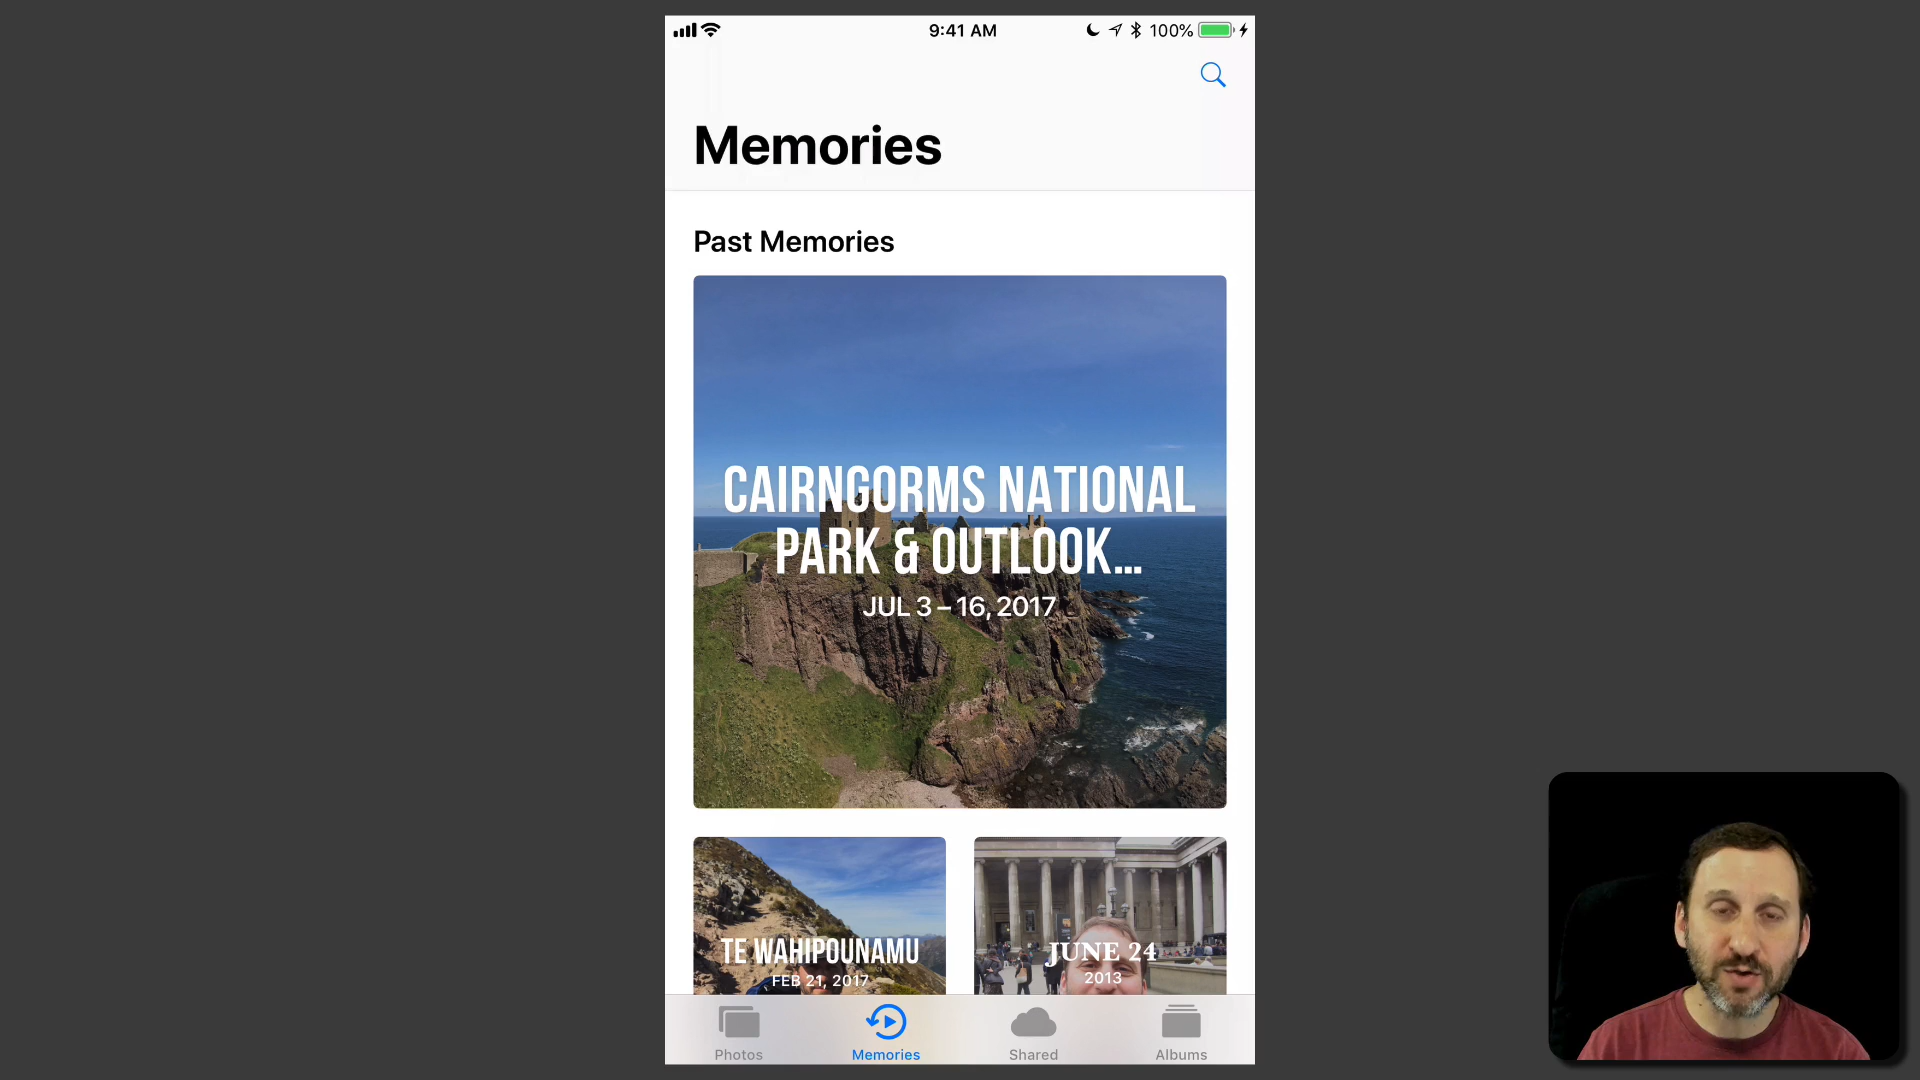 9:41 AM
100%
Memories
Past Memories
CAIRNGORMS NATIONAL
PARK & OUTLOOK...
JUL 3 – 16, 2017
TE WAHIPOUNAMU
FEB 21, 2017
JUNE 24
2013
Photos
Memories
Shared
Albums